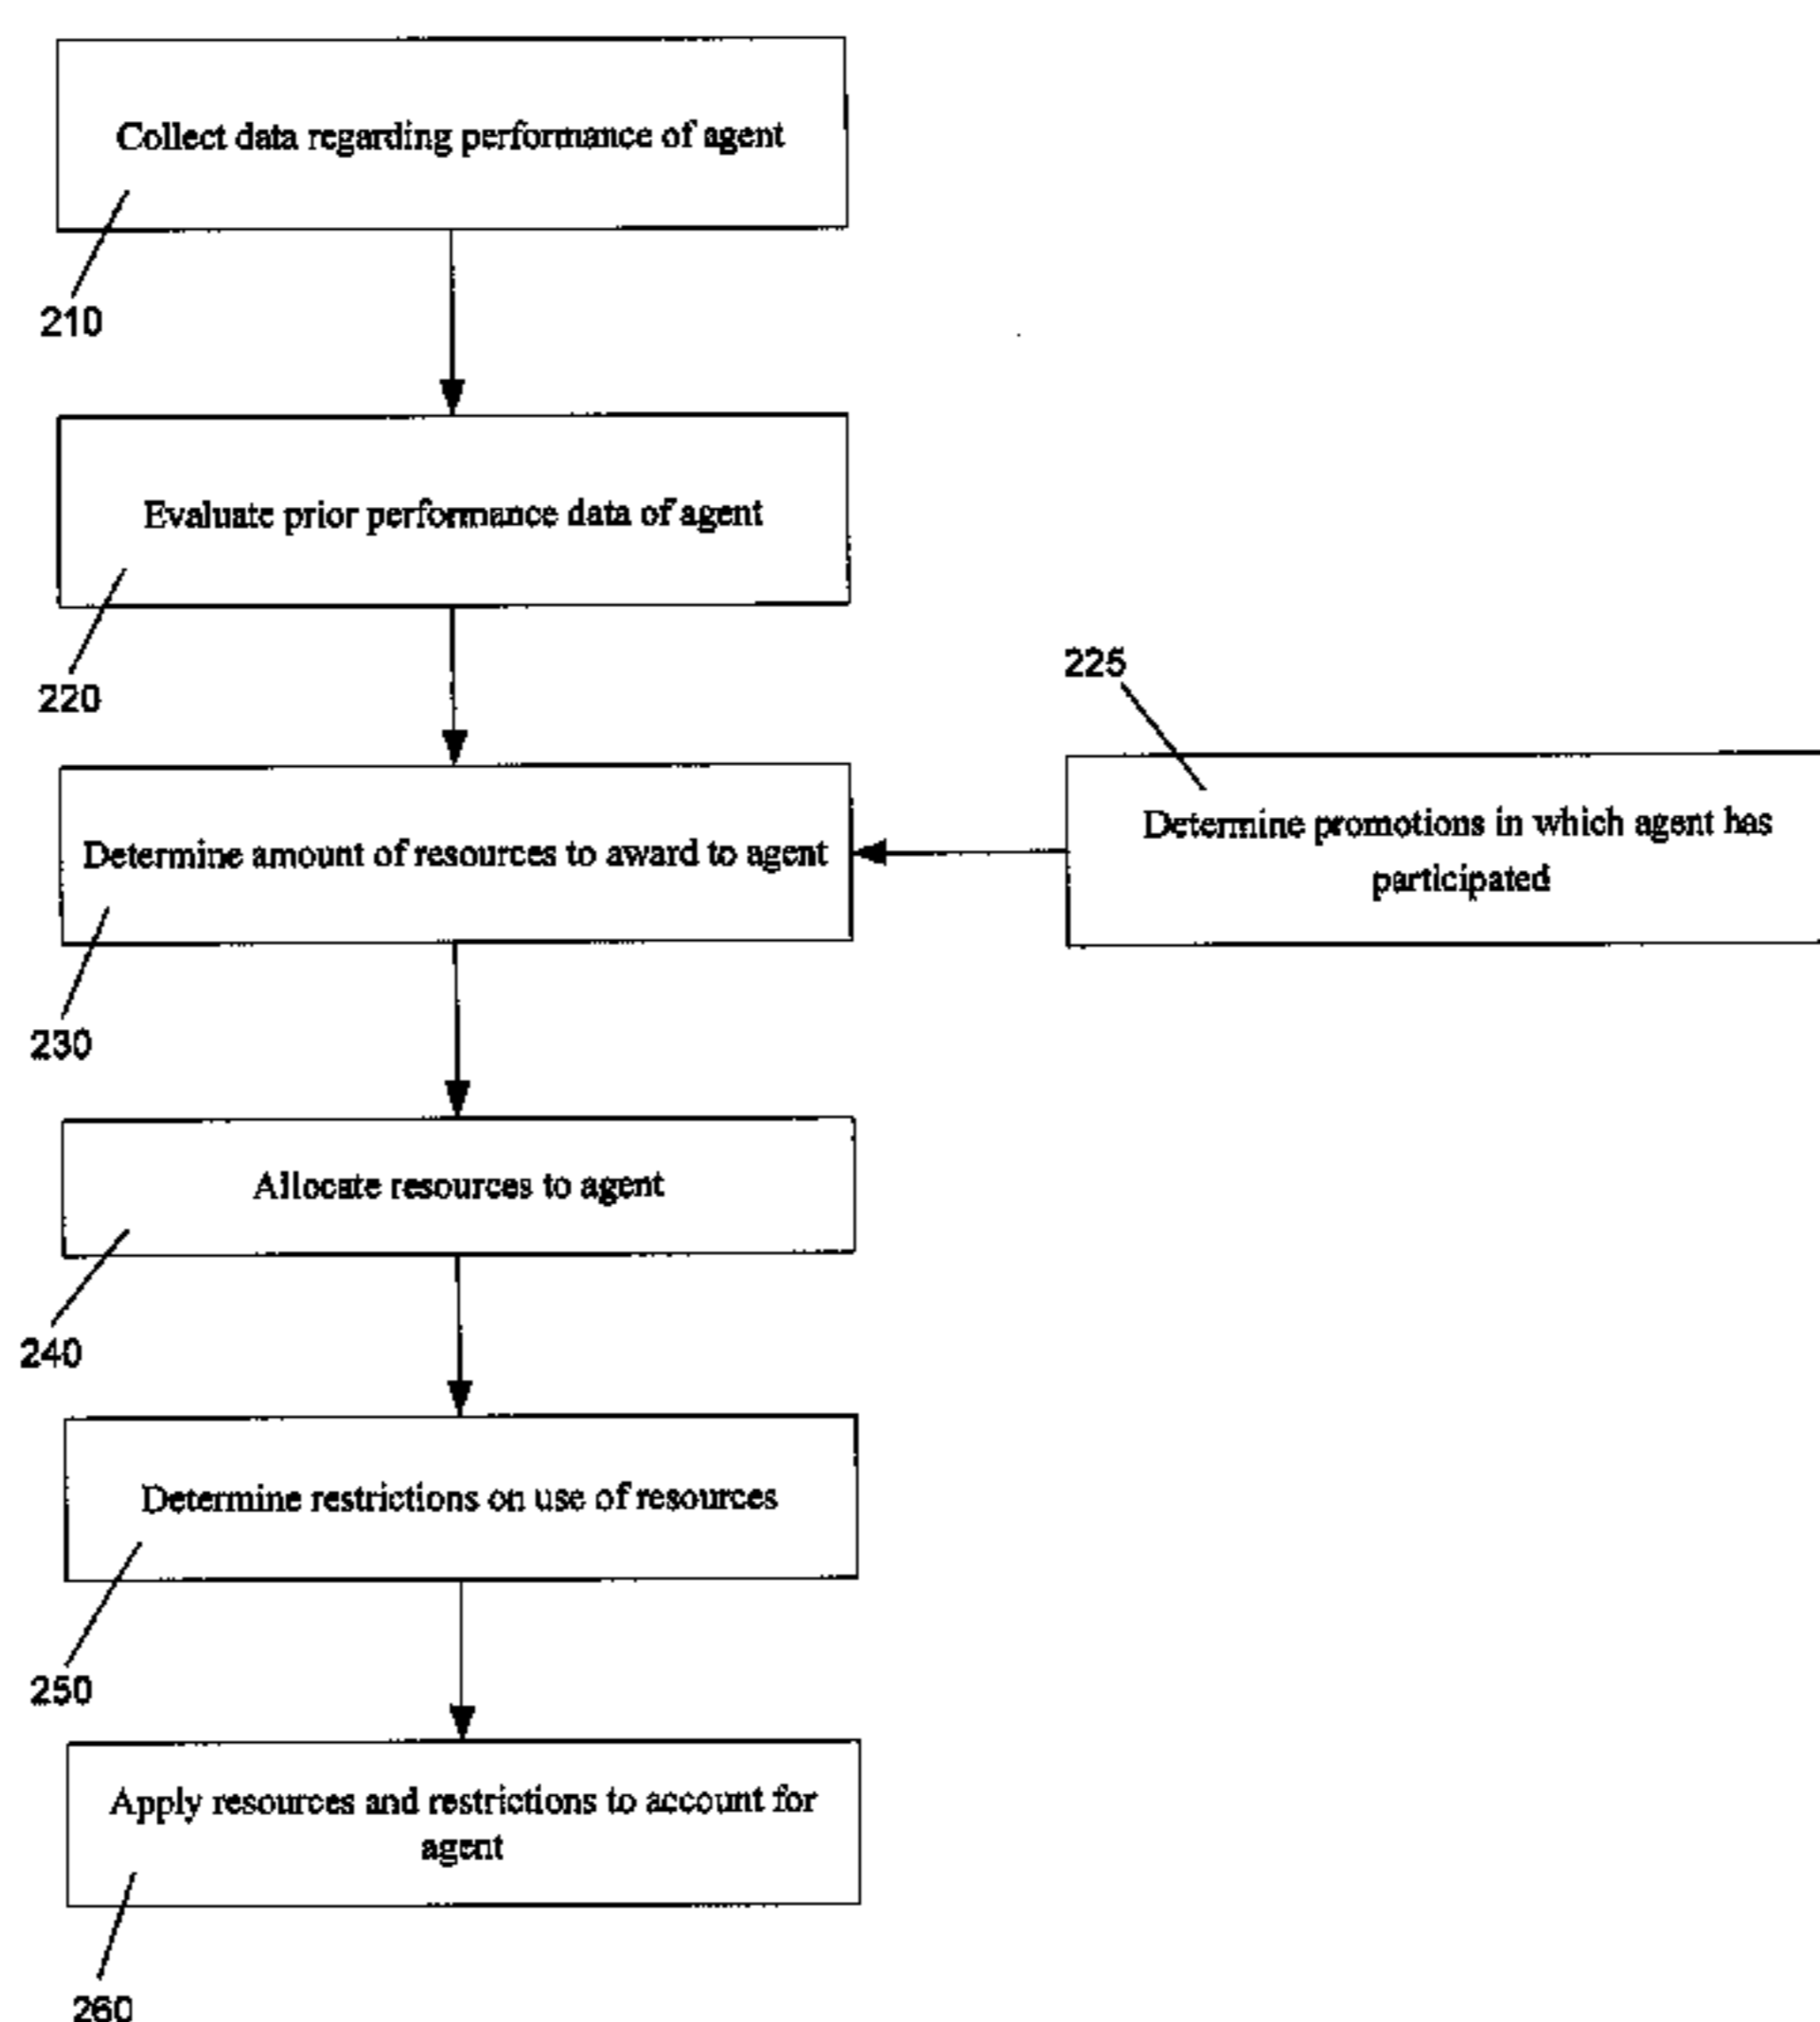 Collect data regarding performance of agent
210
Evaluate prior performance data of agent
220
225
Determine promotions in which agent has
participated
Determine amount of resources to award to agent
230
Allocate resources to agent
240
Determine restrictions on use of resources
250
Apply resources and restrictions to account for
agent
260